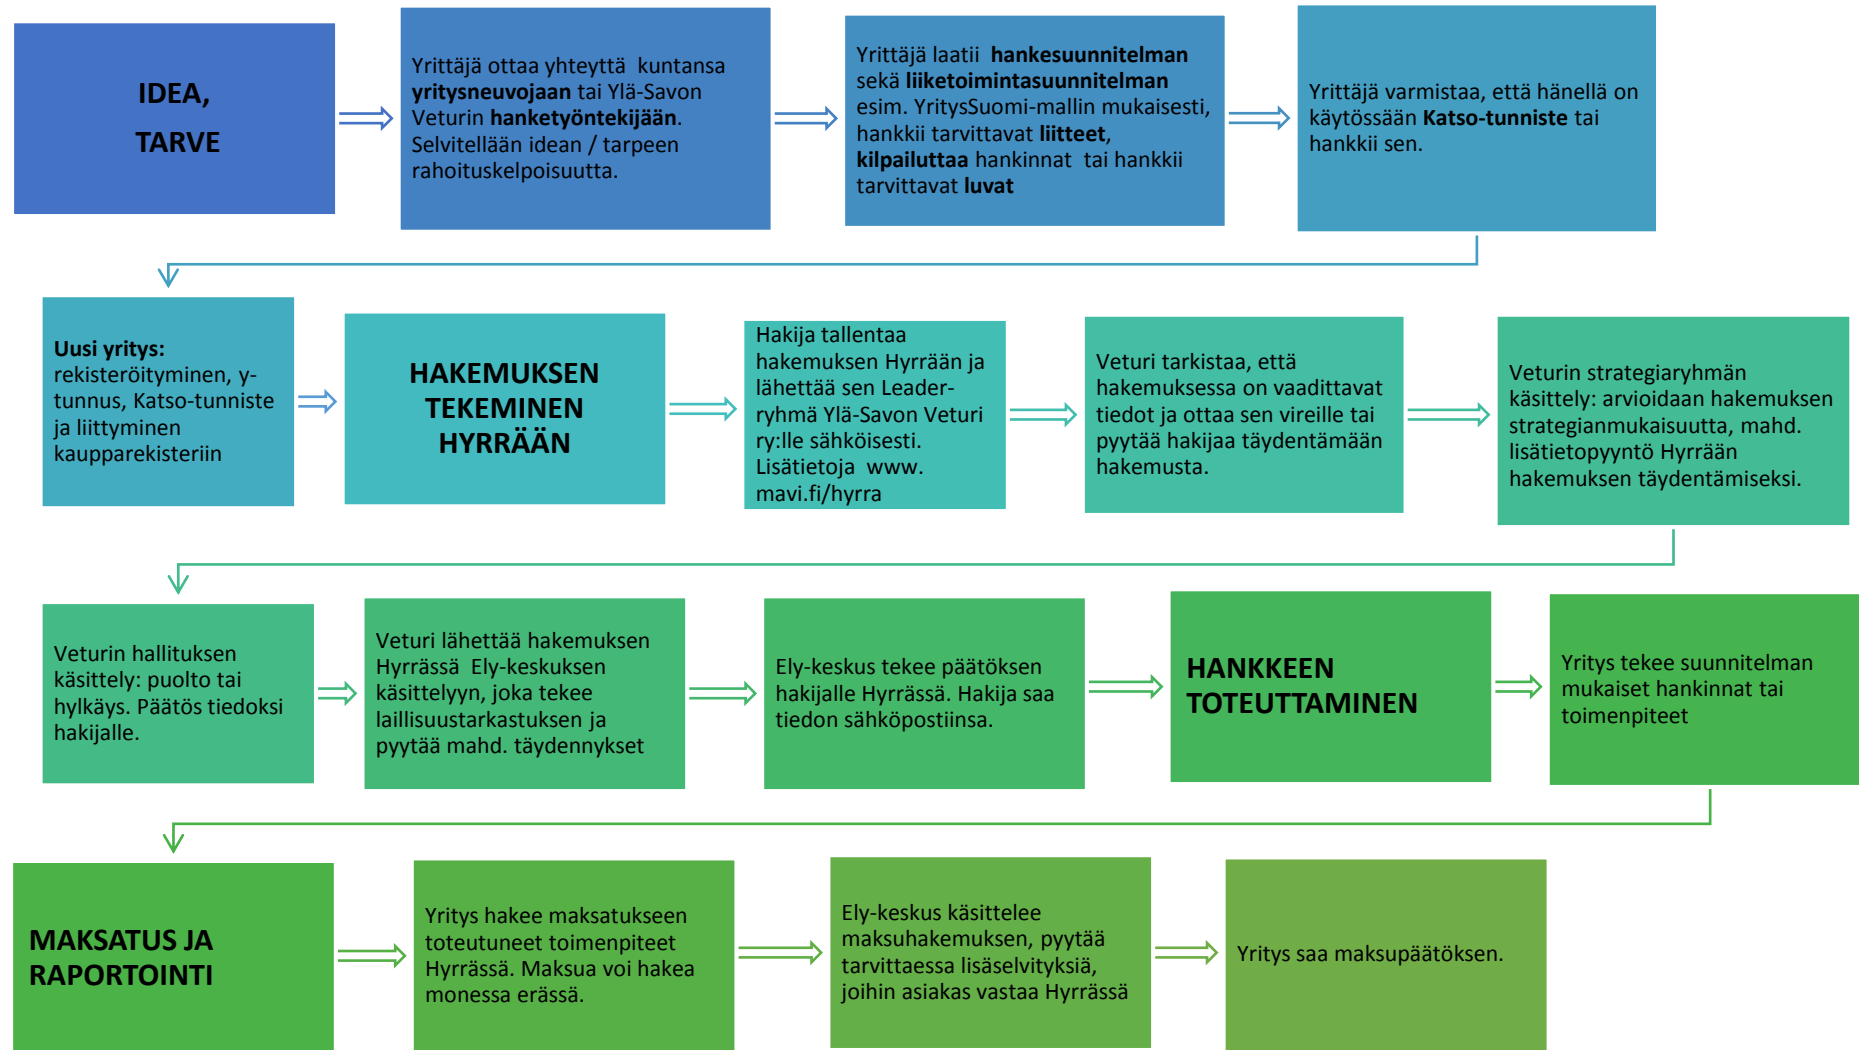 IDEA,
TARVE
Yrittäjä ottaa yhteyttä kuntansa
yritysneuvojaan tai Ylä-Savon
Veturin hanketyöntekijään.
Selvitellään idean / tarpeen
rahoituskelpoisuutta.
Yrittäjä laatii hankesuunnitelman
sekä liiketoimintasuunnitelman
esim. YritysSuomi-mallin mukaisesti,
hankkii tarvittavat liitteet,
kilpailuttaa hankinnat tai hankkii
tarvittavat luvat
Yrittäjä varmistaa, että hänellä on
käytössään Katso-tunniste tai
hankkii sen.
Uusi yritys:
rekisteröityminen, y-
tunnus, Katso-tunniste
ja liittyminen
kaupparekisteriin
HAKEMUKSEN
TEKEMINEN
HYRRÄÄN
Hakija tallentaa
hakemuksen Hyrrään ja
lähettää sen Leader-
ryhmä Ylä-Savon Veturi
ry:lle sähköisesti.
Lisätietoja www.
mavi.fi/hyrra
Veturi tarkistaa, että
hakemuksessa on vaadittavat
tiedot ja ottaa sen vireille tai
pyytää hakijaa täydentämään
hakemusta.
Veturin strategiaryhmän
käsittely: arvioidaan hakemuksen
strategianmukaisuutta, mahd.
lisätietopyyntö Hyrrään
hakemuksen täydentämiseksi.
Veturin hallituksen
käsittely: puolto tai
hylkäys. Päätös tiedoksi
hakijalle.
Veturi lähettää hakemuksen
Hyrrässä Ely-keskuksen
käsittelyyn, joka tekee
laillisuustarkastuksen ja
pyytää mahd. täydennykset
Ely-keskus tekee päätöksen
hakijalle Hyrrässä. Hakija saa
tiedon sähköpostiinsa.
HANKKEEN
TOTEUTTAMINEN
Yritys tekee suunnitelman
mukaiset hankinnat tai
toimenpiteet
MAKSATUS JA
RAPORTOINTI
Yritys hakee maksatukseen
toteutuneet toimenpiteet
Hyrrässä. Maksua voi hakea
monessa erässä.
Ely-keskus käsittelee
maksuhakemuksen, pyytää
tarvittaessa lisäselvityksiä,
joihin asiakas vastaa Hyrrässä
Yritys saa maksupäätöksen.